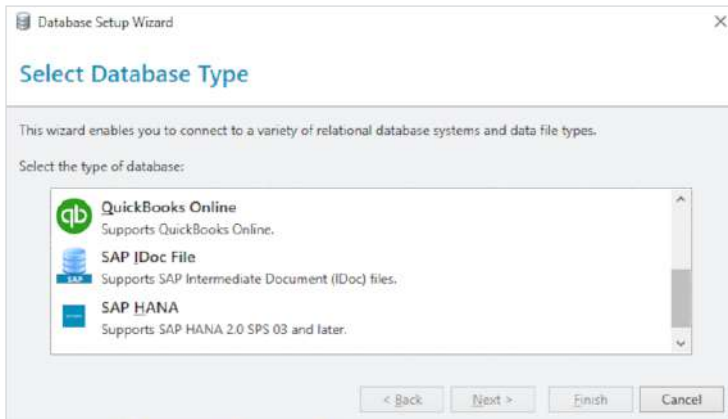 Database Setup Wizard
Select Database Type
This wizard enables you to connect to a variety of relational database systems and data file types.
Select the type of database:
qb
QuickBooks Online
Supports QuickBooks Online.
SAP IDoc File
SAP
Supports SAP Intermediate Document (IDoc) files.
SAP HANA
Supports SAP HANA 2.0 SPS 03 and later.
< Back Next > Finish Cancel